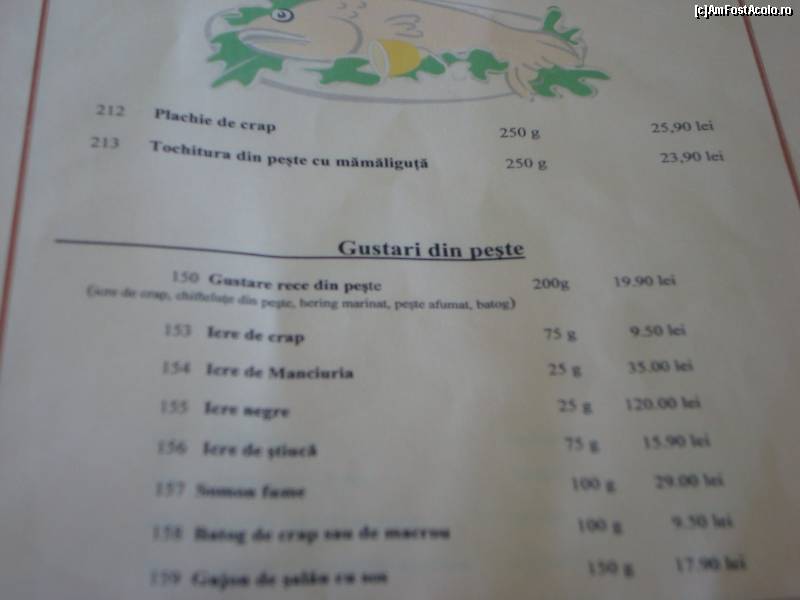 [c]AmFostAcolo.ro
212 Plachie de crap 250 g 25,90 lei
213 Tochitura din peşte cu mămăliguţă 250 g 23,90 lei
Gustari din peşte
150 Gustare rece din peşte 200g 19.90 lei
(icre de crap, chifteluţe din peşte, hering marinat, peşte afumat, batog)
153 Icre de crap 75 g 9.50 lei
154 Icre de Manciuria 25 g 35.00 lei
155 Icre negre 25 g 120.00 lei
156 Icre de ştiucă 75 g 15.90 lei
157 Somon fume 100 g 29.00 lei
158 Batog de crap sau de macrou 100 g 9.50 lei
159 Gujon de şalău cu sos 150 g 17.90 lei